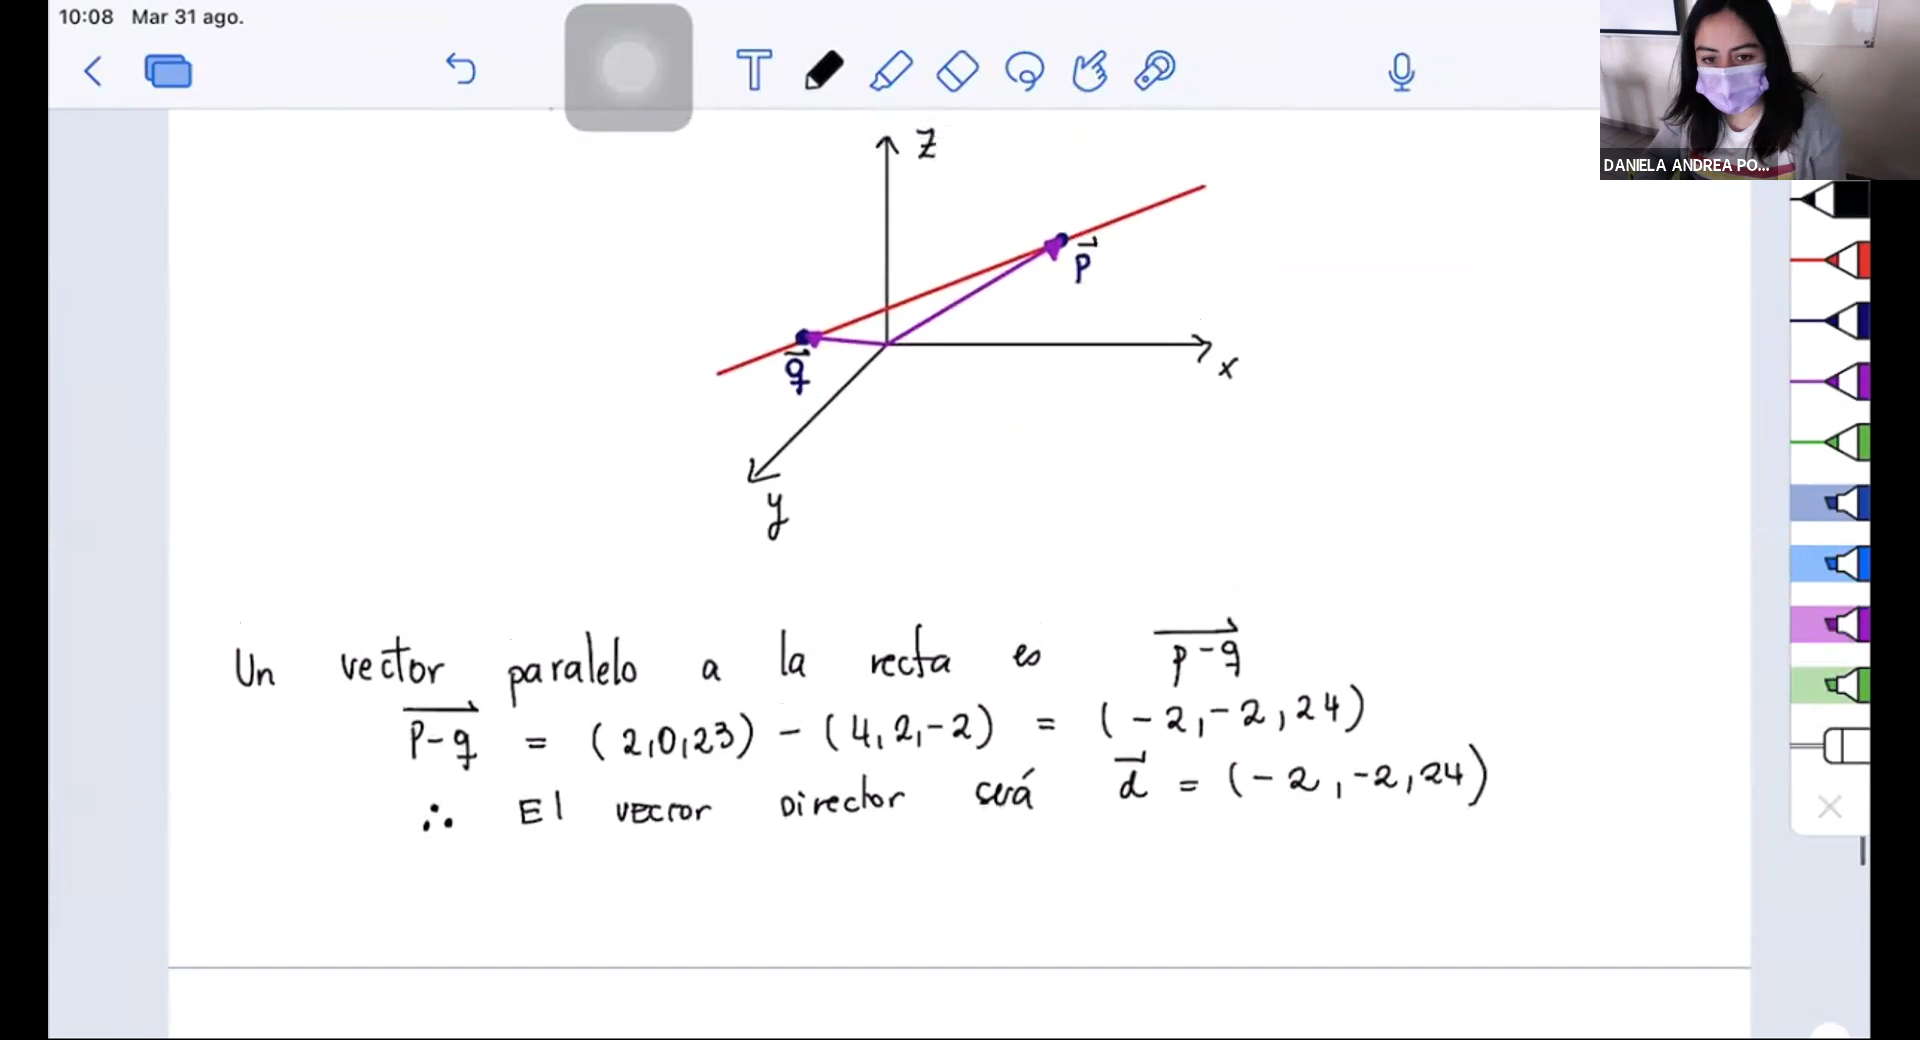 10:08 Mar 31 ago.
T
DANIELA ANDREA PO...
z
p
q
x
y
Un vector paralelo a la recta es p-q
p-q = (2,0,23) - (4,2,-2) = (-2,-2,24)
∴ El vector Director será d = (-2,-2,24)